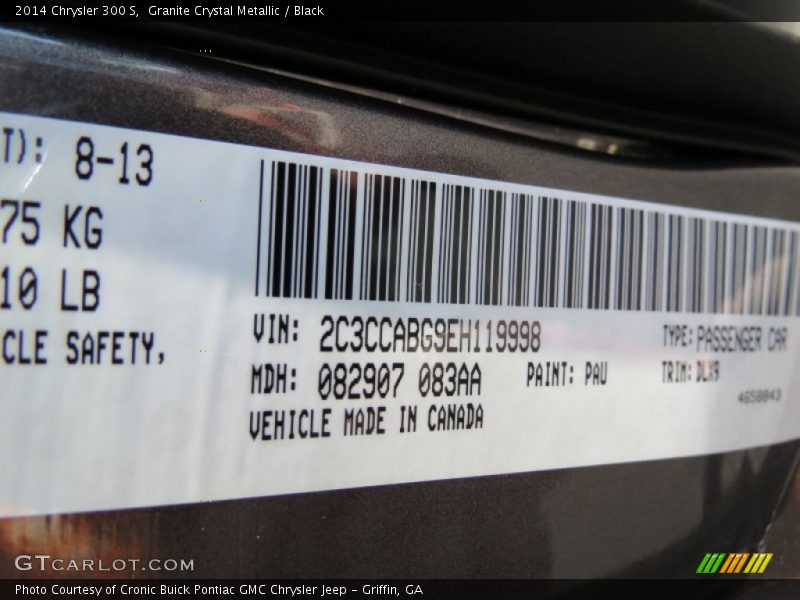 2014 Chrysler 300 S,  Granite Crystal Metallic / Black
T): 8-13
75 KG
10 LB
CLE SAFETY,
VIN: 2C3CCABG9EH119998 TYPE: PASSENGER CAR
MDH: 082907 083AA PAINT: PAU TRIM: DLX9
4658843
VEHICLE MADE IN CANADA
GTCARLOT.COM
Photo Courtesy of Cronic Buick Pontiac GMC Chrysler Jeep - Griffin, GA